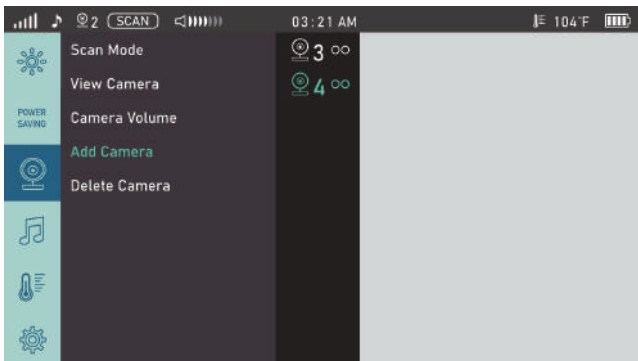 2 SCAN 03:21 AM 104°F
Scan Mode
3
View Camera
4
POWER
SAVING
Camera Volume
Add Camera
Delete Camera